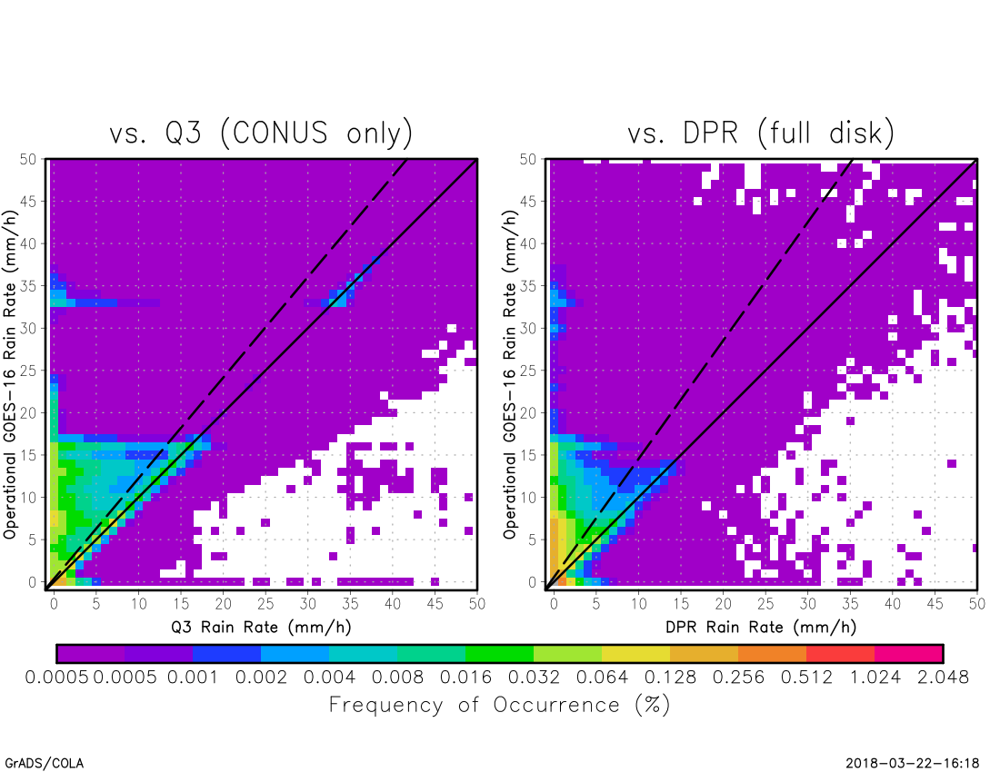 vs. Q3 (CONUS only)
vs. DPR (full disk)
Operational GOES-16 Rain Rate (mm/h)
50
45
40
35
30
25
20
15
10
5
0
0 5 10 15 20 25 30 35 40 45 50
Q3 Rain Rate (mm/h)
Operational GOES-16 Rain Rate (mm/h)
50
45
40
35
30
25
20
15
10
5
0
0 5 10 15 20 25 30 35 40 45 50
DPR Rain Rate (mm/h)
0.0005 0.0005 0.001 0.002 0.004 0.008 0.016 0.032 0.064 0.128 0.256 0.512 1.024 2.048
Frequency of Occurrence (%)
GrADS/COLA
2018-03-22-16:18